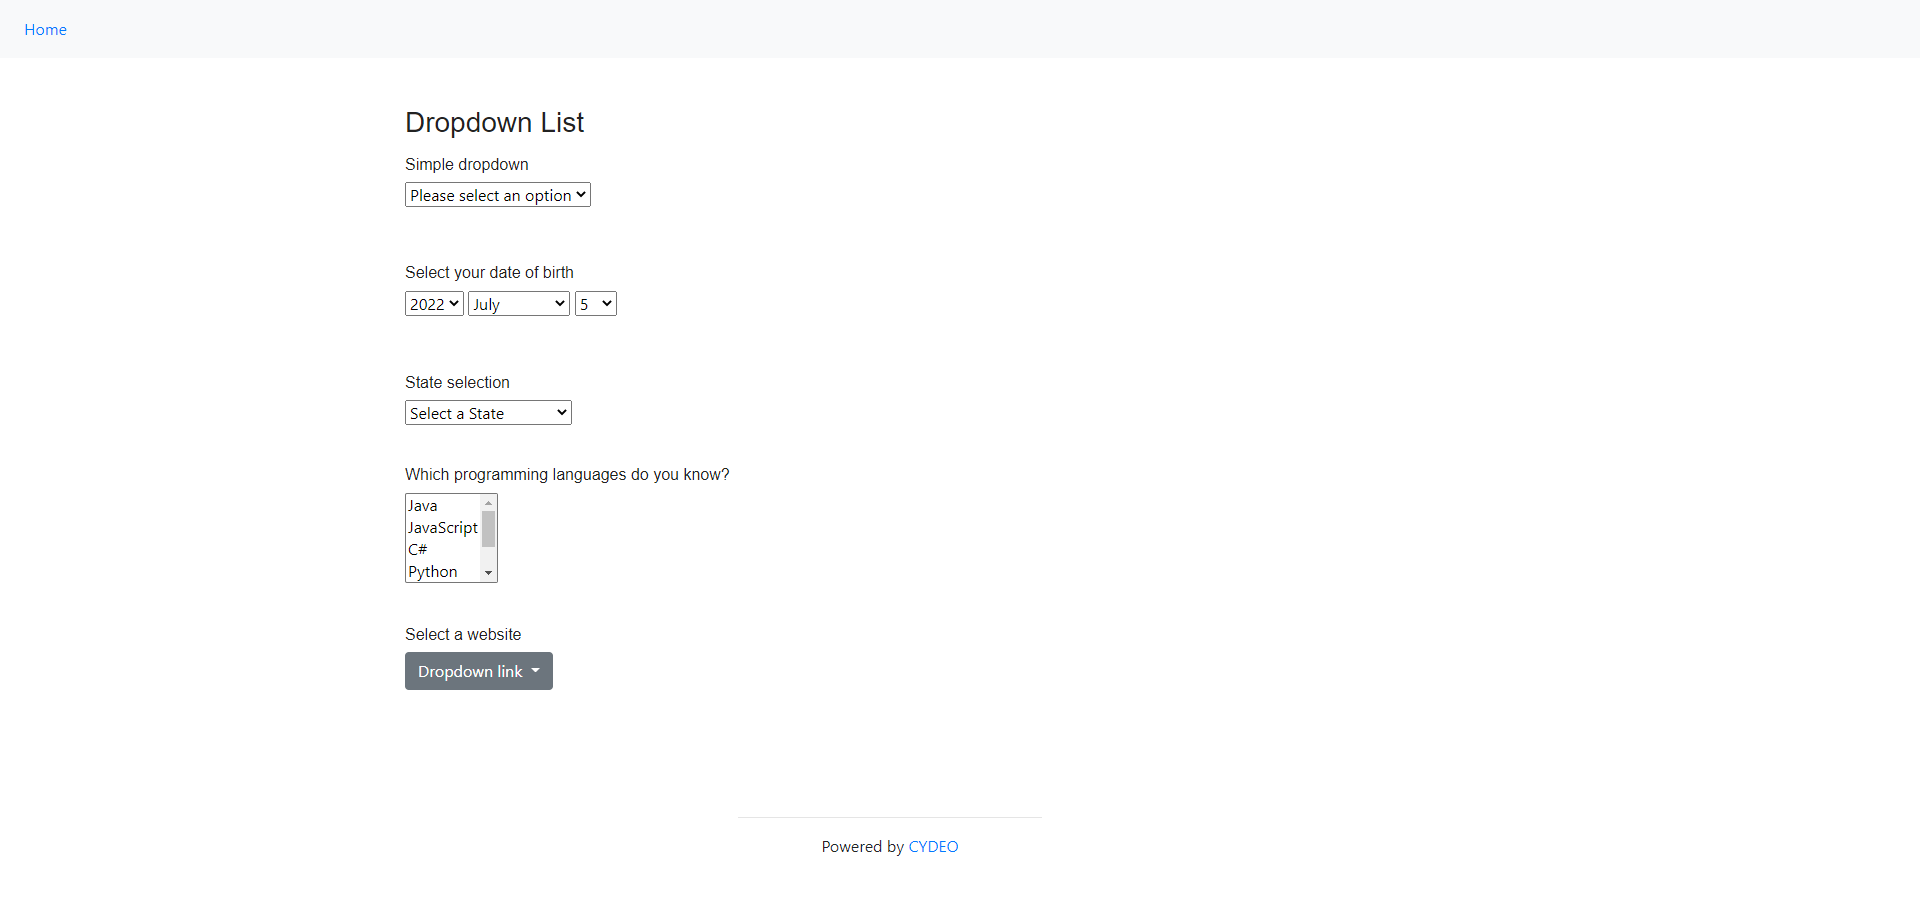 Home
Dropdown List
Simple dropdown
Please select an option
Select your date of birth
2022 July 5
State selection
Select a State
Which programming languages do you know?
Java
JavaScript
C#
Python
Select a website
Dropdown link
Powered by CYDEO